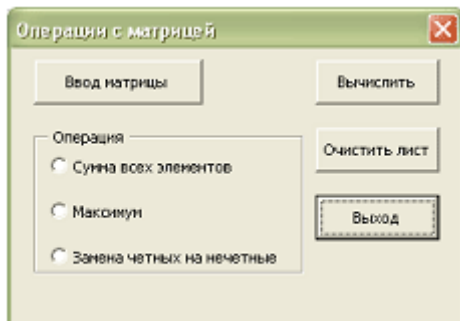 Операции с матрицей
Ввод матрицы
Вычислить
Операция
Сумма всех элементов
Очистить лист
Максимум
Выход
Замена четных на нечетные